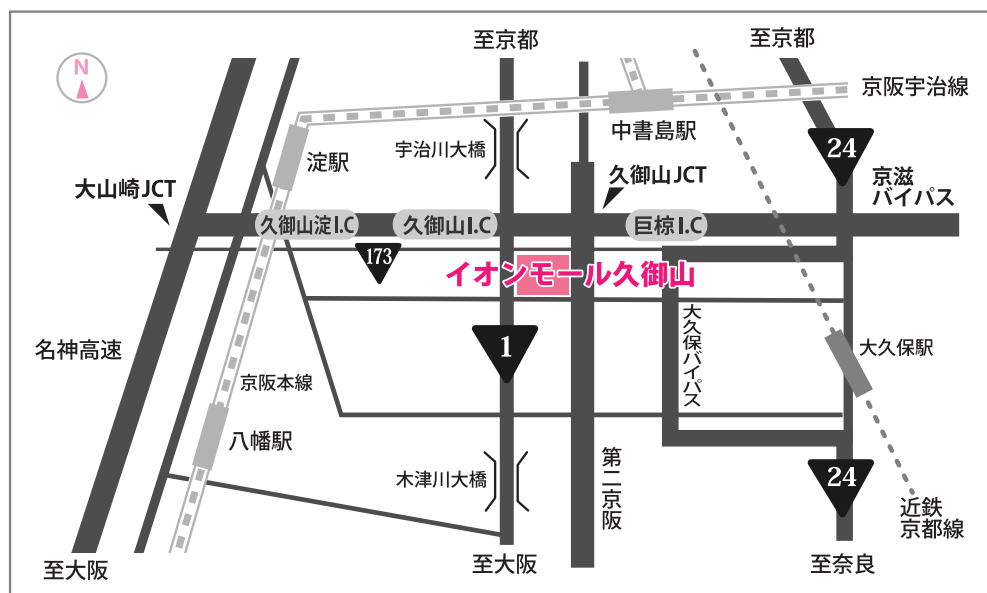 至京都
至京都
N
京阪宇治線
中書島駅
宇治川大橋
24
淀駅
久御山JCT
京滋
バイパス
大山崎JCT
久御山淀I.C
久御山I.C
巨椋I.C
173
イオンモール久御山
大久保バイパス
1
名神高速
大久保駅
京阪本線
八幡駅
木津川大橋
第二京阪
24
近鉄
京都線
至大阪
至大阪
至奈良